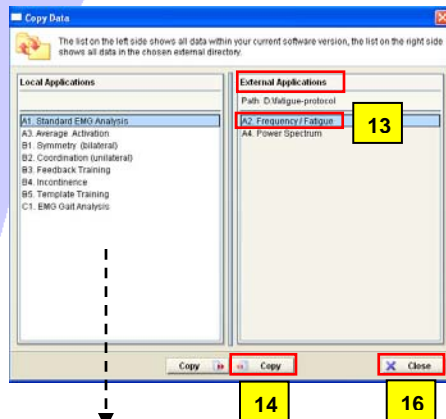 Copy Data
The list on the left side shows all data within your current software version, the list on the right side
shows all data in the chosen external directory.
Local Applications
A1. Standard EMG Analysis
A3. Average Activation
B1. Symmetry (bilateral)
B2. Coordination (unilateral)
B3. Feedback Training
B4. Incontinence
B5. Template Training
C1. EMG Gait Analysis
External Applications
Path: D:\fatigue-protocol
A2. Frequency / Fatigue
A4. Power Spectrum
13
Copy
Copy
Close
14
16